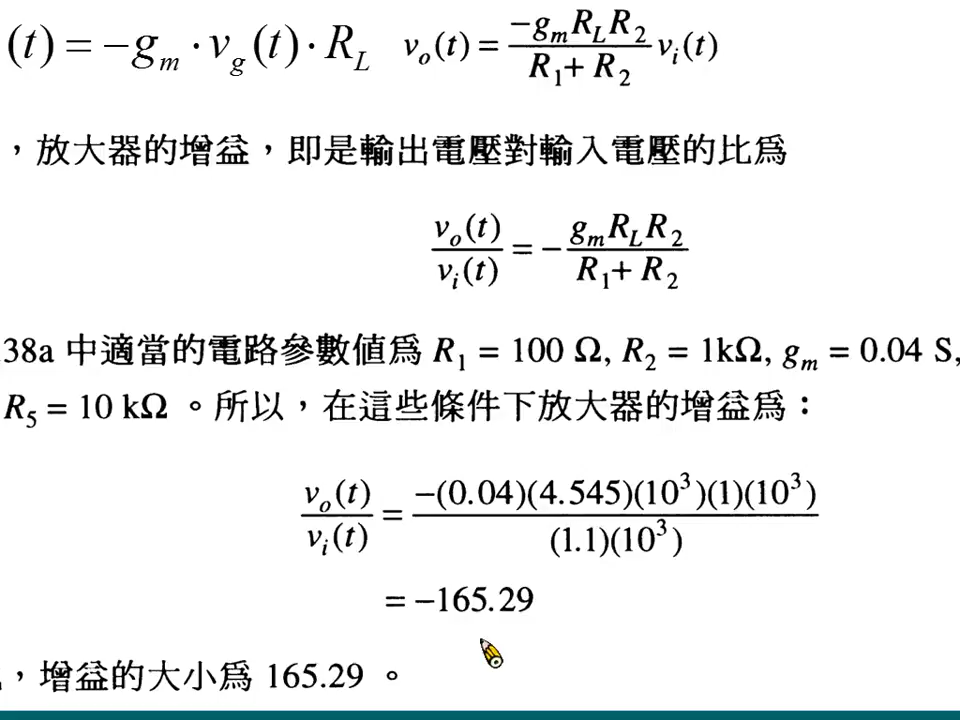 (t) = −g_m · v_g(t) · R_L v_o(t) = −g_m R_L R_2 / R_1 + R_2 v_i(t)
，放大器的增益，即是輸出電壓對輸入電壓的比為
v_o(t) / v_i(t) = − g_m R_L R_2 / R_1 + R_2
38a 中適當的電路參數值為 R_1 = 100 Ω, R_2 = 1kΩ, g_m = 0.04 S,
R_5 = 10 kΩ 。所以，在這些條件下放大器的增益為：
v_o(t) / v_i(t) = −(0.04)(4.545)(10^3)(1)(10^3) / (1.1)(10^3)
= −165.29
，增益的大小為 165.29 。